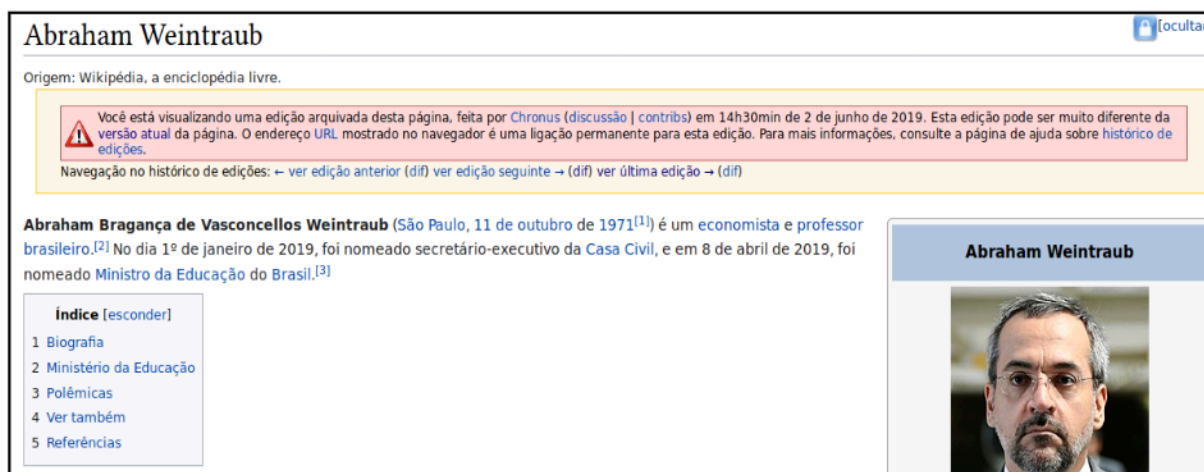 Abraham Weintraub
[ocultar
Origem: Wikipédia, a enciclopédia livre.
Você está visualizando uma edição arquivada desta página, feita por Chronus (discussão | contribs) em 14h30min de 2 de junho de 2019. Esta edição pode ser muito diferente da
versão atual da página. O endereço URL mostrado no navegador é uma ligação permanente para esta edição. Para mais informações, consulte a página de ajuda sobre histórico de
edições.
Navegação no histórico de edições: ← ver edição anterior (dif) ver edição seguinte → (dif) ver última edição → (dif)
Abraham Bragança de Vasconcellos Weintraub (São Paulo, 11 de outubro de 1971[1]) é um economista e professor
brasileiro.[2] No dia 1º de janeiro de 2019, foi nomeado secretário-executivo da Casa Civil, e em 8 de abril de 2019, foi
nomeado Ministro da Educação do Brasil.[3]
Índice [esconder]
1 Biografia
2 Ministério da Educação
3 Polêmicas
4 Ver também
5 Referências
Abraham Weintraub